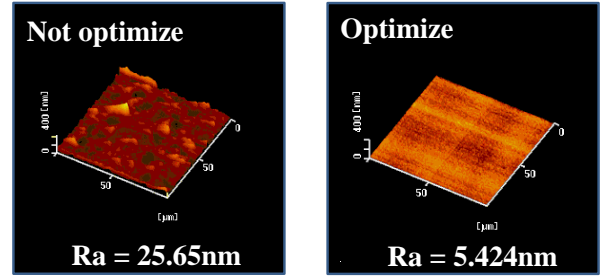 Not optimize
400 [nm]
0
0
50
50
[μm]
Ra = 25.65nm
Optimize
400 [nm]
0
0
50
50
[μm]
Ra = 5.424nm